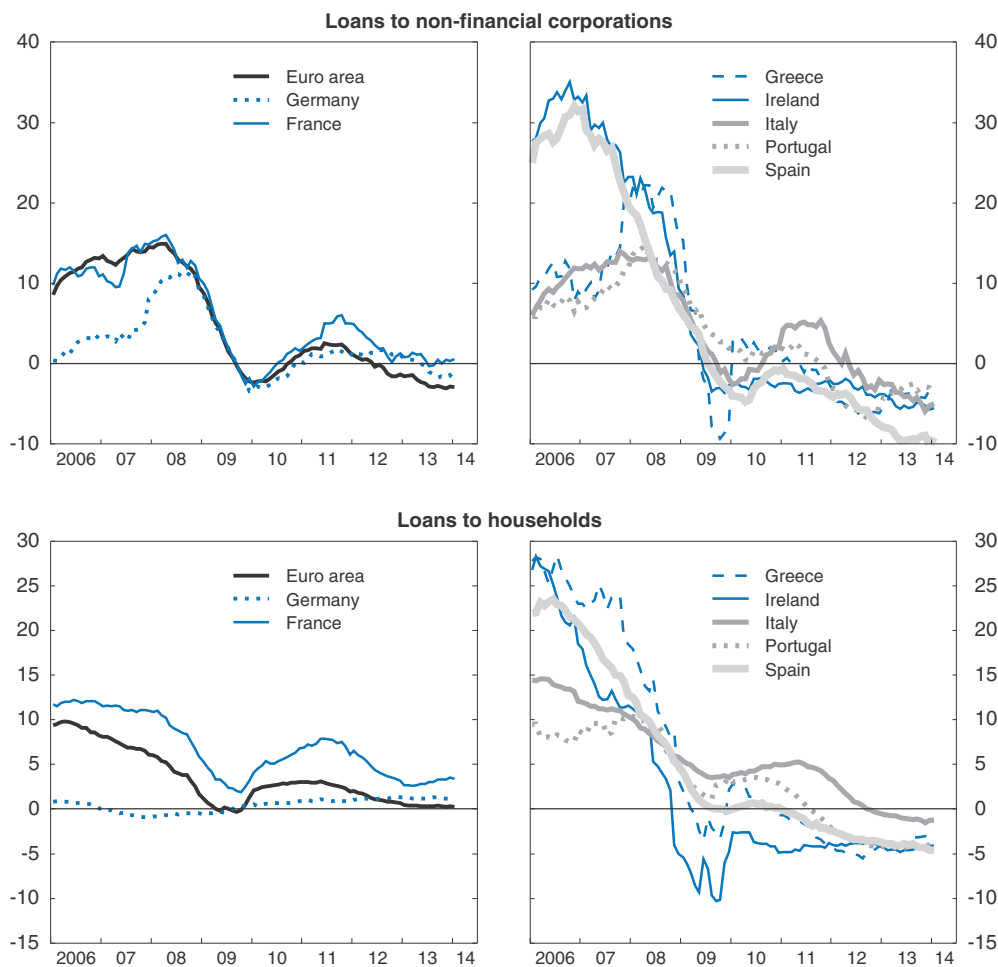 Loans to non-financial corporations
40
30
20
10
0
-10
Euro area
Germany
France
2006 07 08 09 10 11 12 13 14
40
30
20
10
0
-10
Greece
Ireland
Italy
Portugal
Spain
2006 07 08 09 10 11 12 13 14
Loans to households
30
25
20
15
10
5
0
-5
-10
-15
Euro area
Germany
France
2006 07 08 09 10 11 12 13 14
30
25
20
15
10
5
0
-5
-10
-15
Greece
Ireland
Italy
Portugal
Spain
2006 07 08 09 10 11 12 13 14